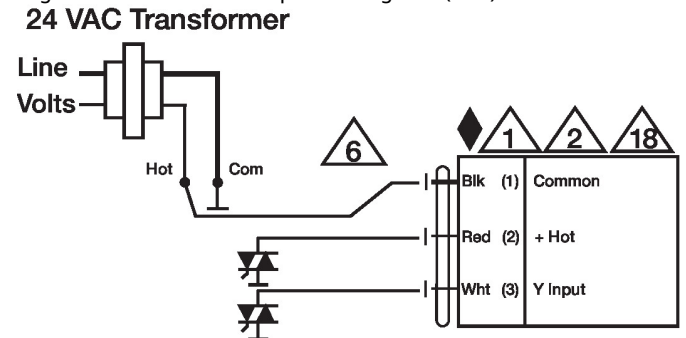 24 VAC Transformer
Line
Volts
Hot
Com
6
1
2
18
Blk (1) Common
Red (2) + Hot
Wht (3) Y Input